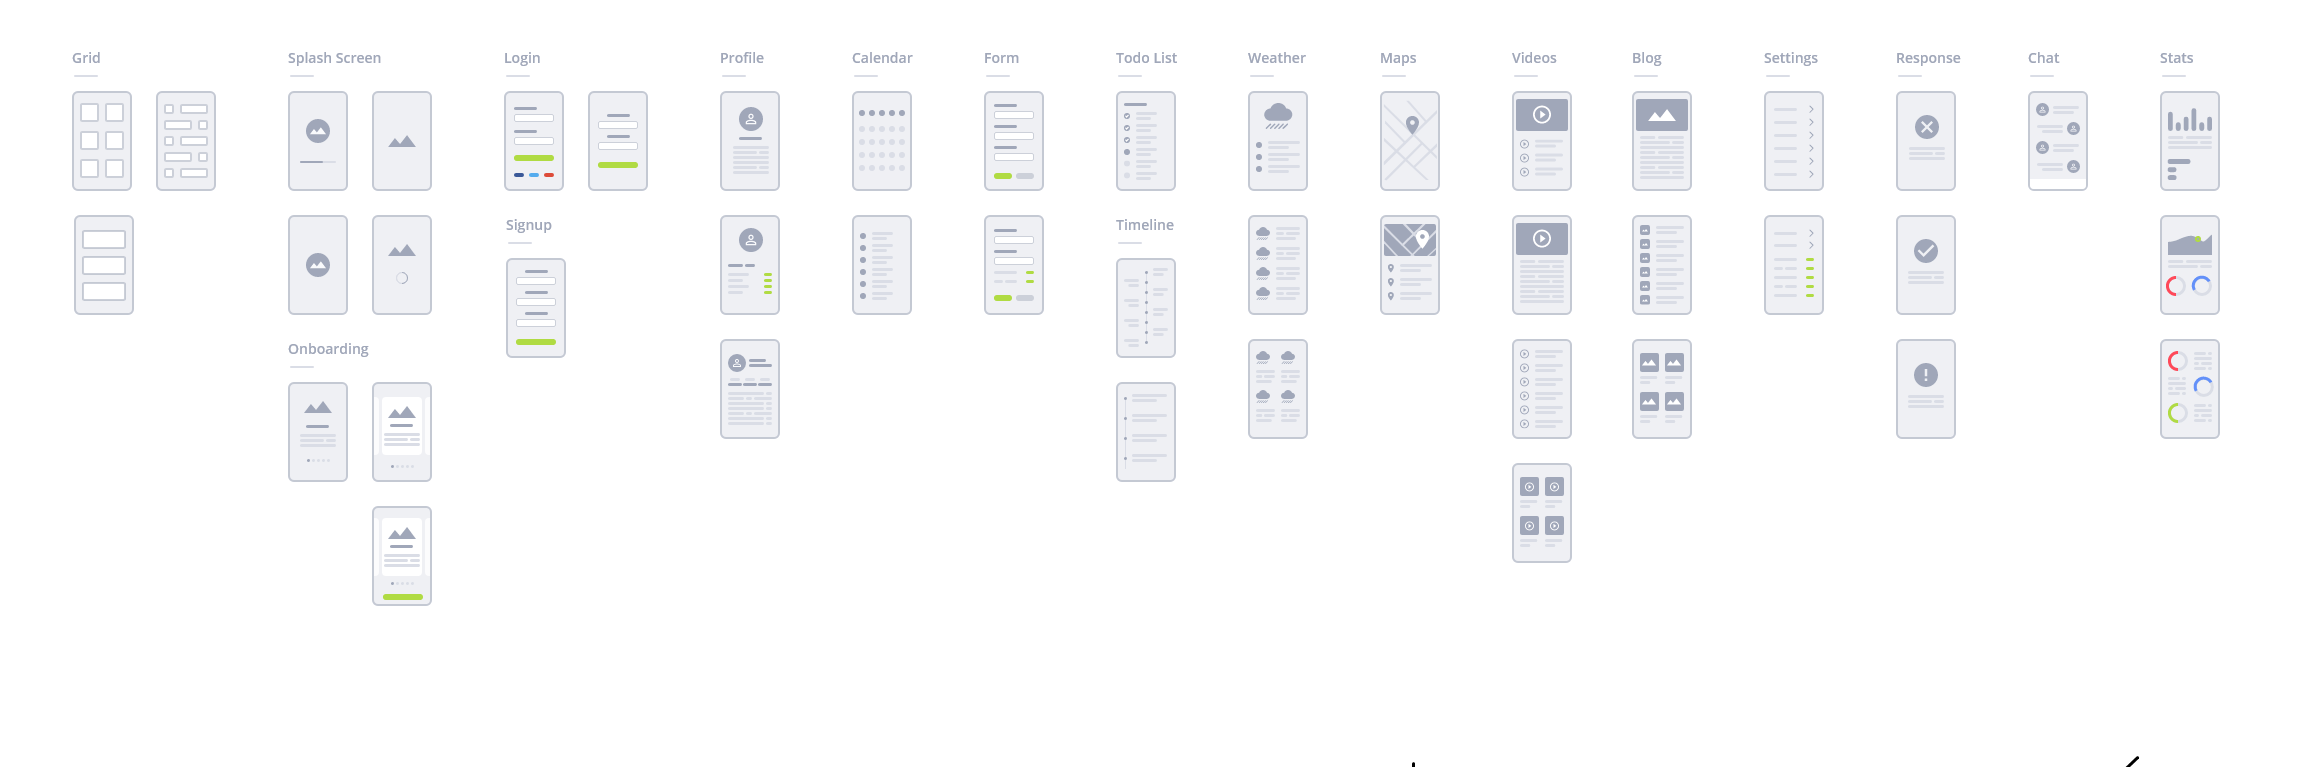 Grid
Splash Screen
Login
Profile
Calendar
Form
Todo List
Weather
Maps
Videos
Blog
Settings
Response
Chat
Stats
Signup
Timeline
Onboarding